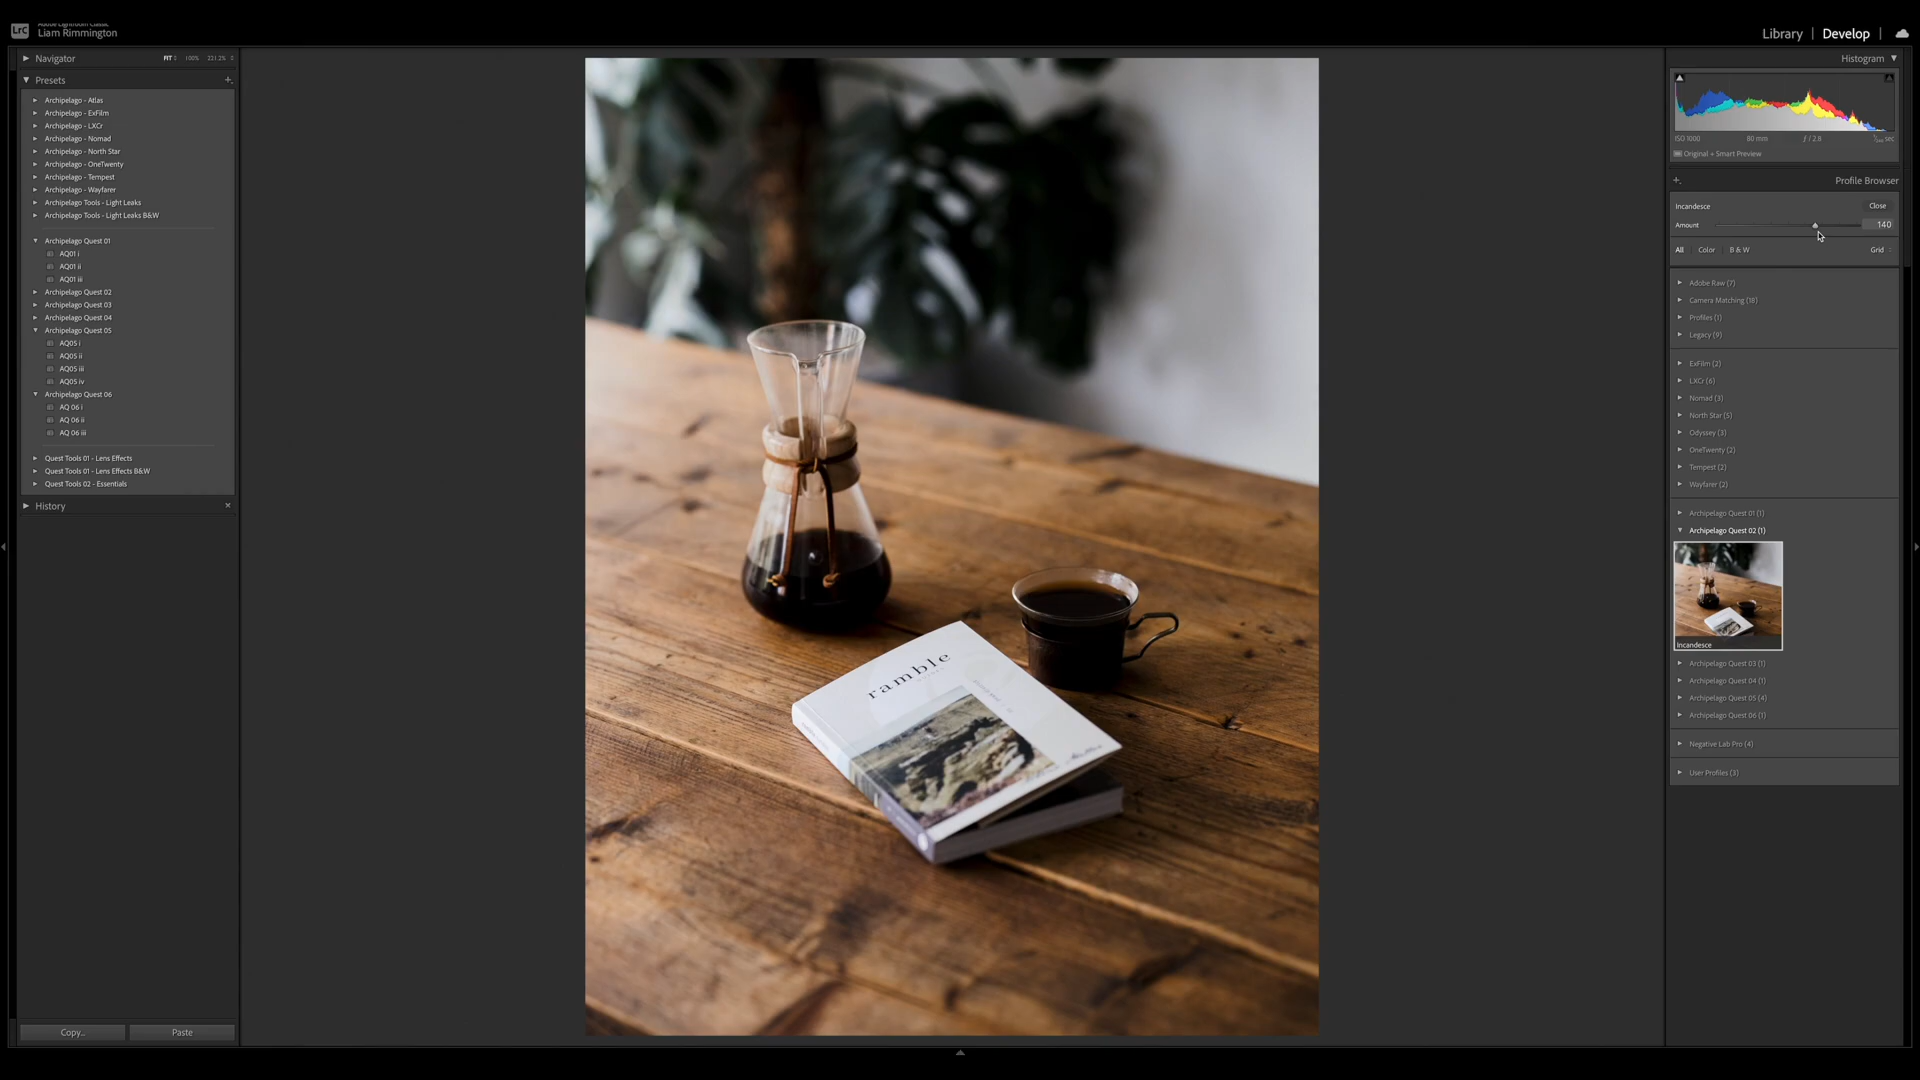 LrC
Adobe Lightroom Classic
Liam Rimmington
Library | Develop |
Navigator
FIT
100%
221.2%
Presets
Archipelago - Atlas
Archipelago - ExFilm
Archipelago - LXCr
Archipelago - Nomad
Archipelago - North Star
Archipelago - OneTwenty
Archipelago - Tempest
Archipelago - Wayfarer
Archipelago Tools - Light Leaks
Archipelago Tools - Light Leaks B&W
Archipelago Quest 01
AQ01 i
AQ01 ii
AQ01 iii
Archipelago Quest 02
Archipelago Quest 03
Archipelago Quest 04
Archipelago Quest 05
AQ05 i
AQ05 ii
AQ05 iii
AQ05 iv
Archipelago Quest 06
AQ 06 i
AQ 06 ii
AQ 06 iii
Quest Tools 01 - Lens Effects
Quest Tools 01 - Lens Effects B&W
Quest Tools 02 - Essentials
History
Copy...
Paste
ramble
Histogram
ISO 1000
80 mm
ƒ / 2.8
sec
Original + Smart Preview
Profile Browser
Incandesce
Close
Amount
140
All
Color
B & W
Grid
Adobe Raw (7)
Camera Matching (18)
Profiles (1)
Legacy (9)
ExFilm (2)
LXCr (6)
Nomad (3)
North Star (5)
Odyssey (3)
OneTwenty (2)
Tempest (2)
Wayfarer (2)
Archipelago Quest 01 (1)
Archipelago Quest 02 (1)
Incandesce
Archipelago Quest 03 (1)
Archipelago Quest 04 (1)
Archipelago Quest 05 (4)
Archipelago Quest 06 (1)
Negative Lab Pro (4)
User Profiles (3)